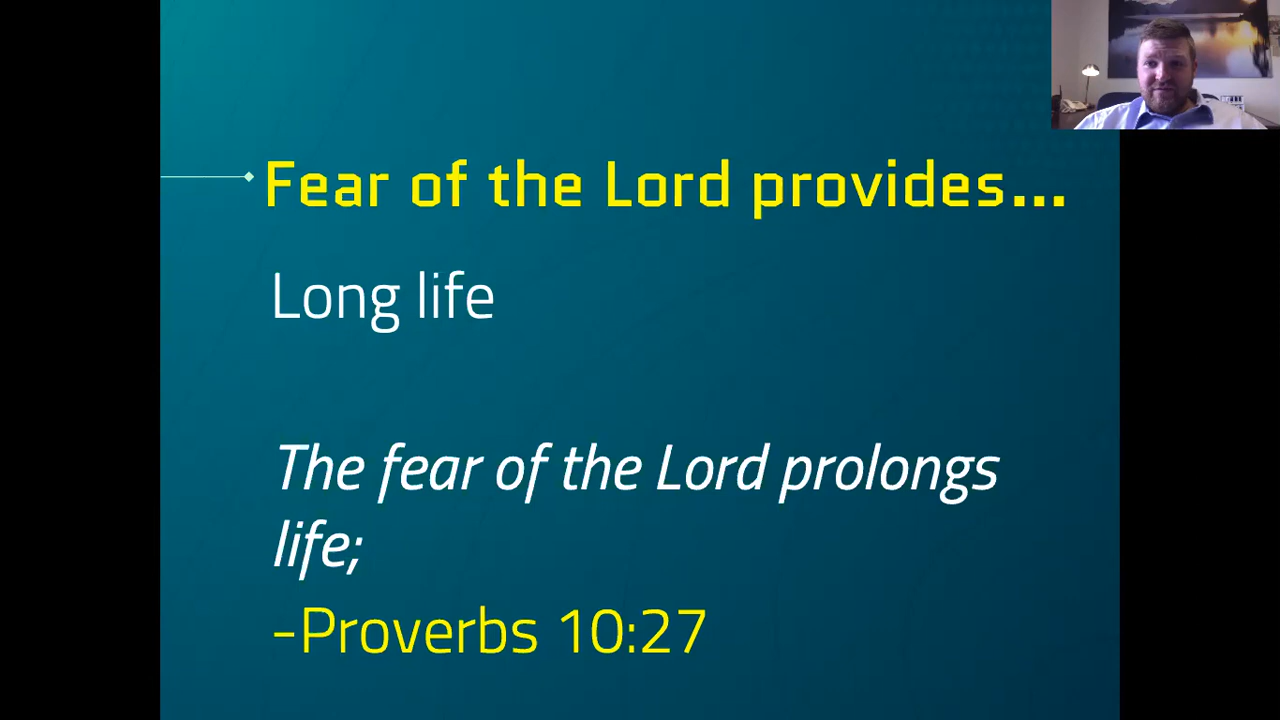 Fear of the Lord provides...
Long life
The fear of the Lord prolongs
life;
-Proverbs 10:27